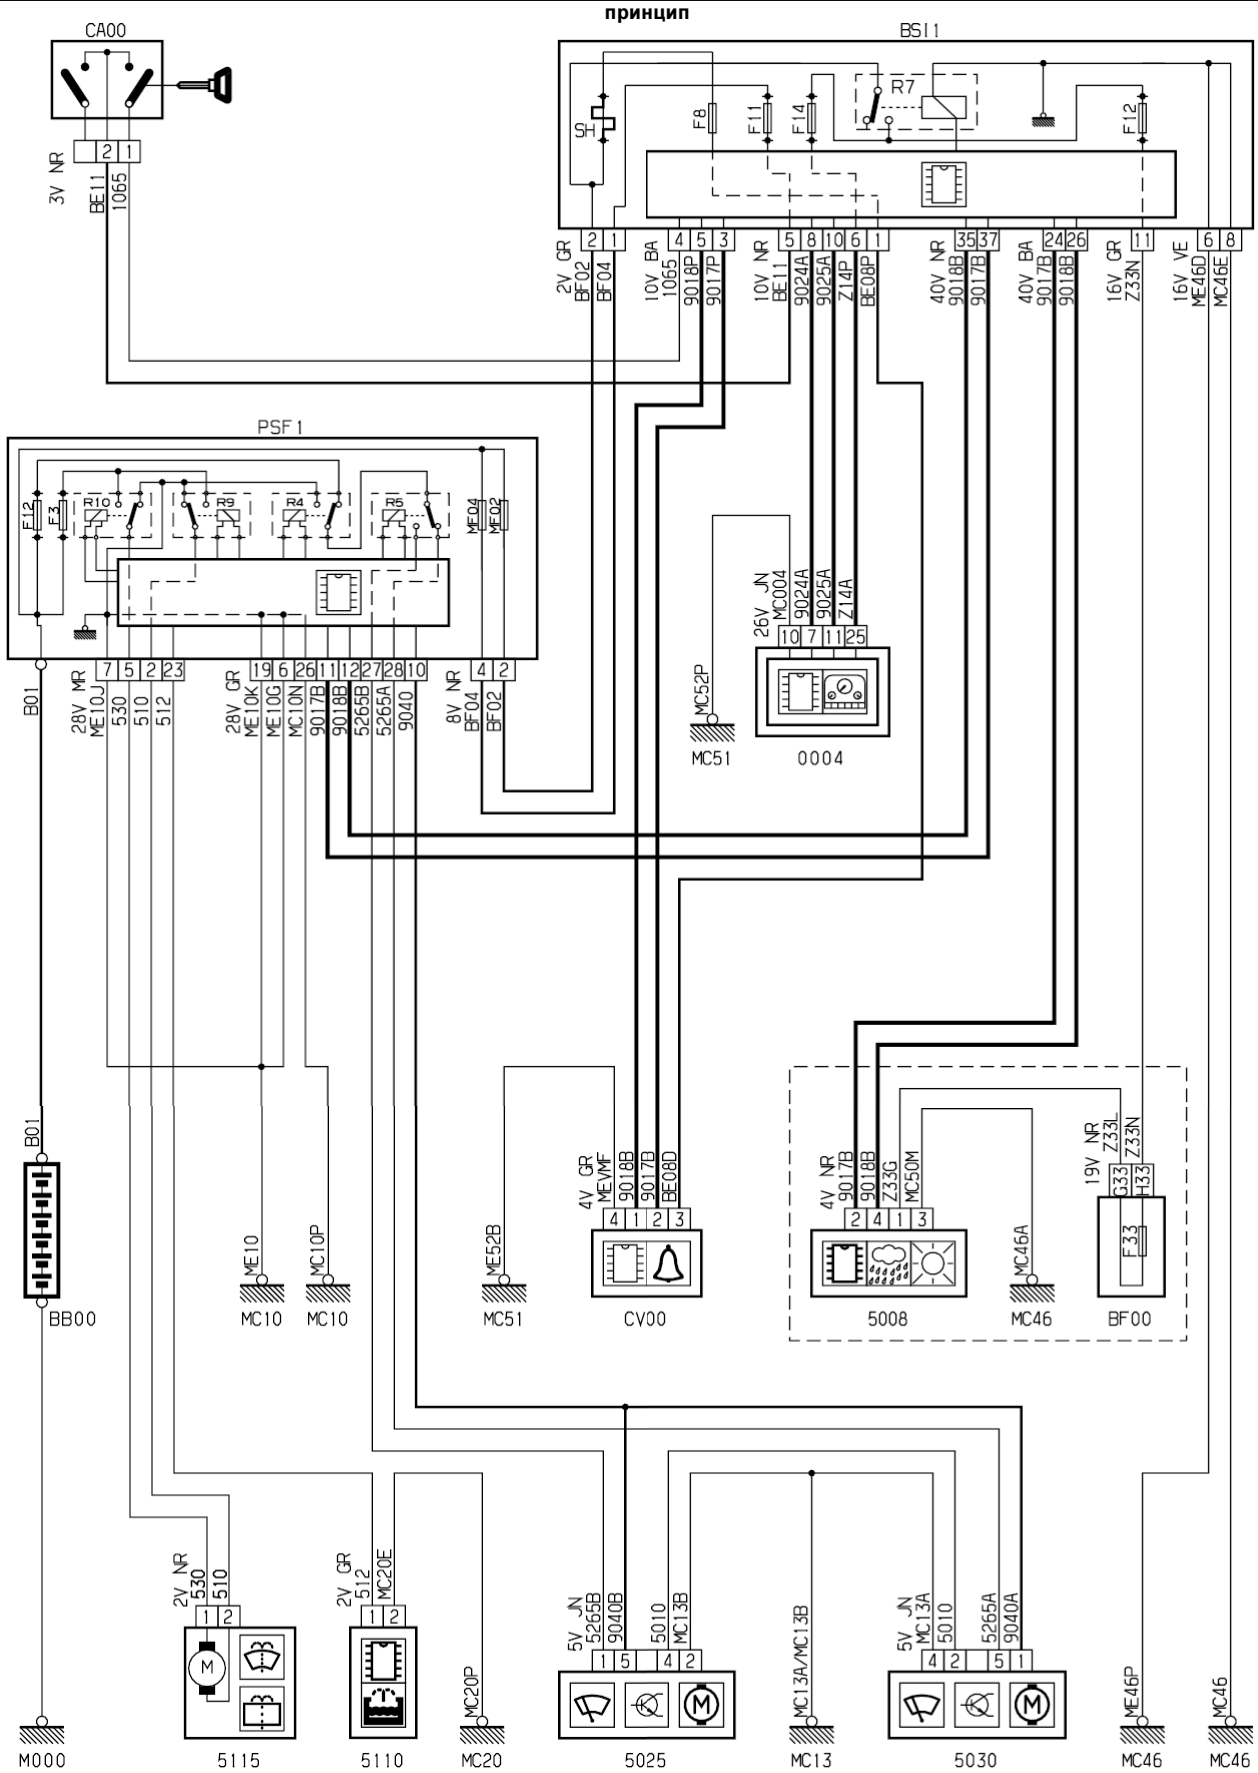 принцип
CA00
BSI1
R7
SH
F8
F11
F14
F12
2 1
3V NR
BE11
1065
2 1 4 5 3 5 8 10 6 1 35 37 24 26 11 6 8
2V GR
BF02
BF04
10V BA
1065
9018P
9017P
10V NR
BE11
9024A
9025A
Z14P
BE08P
40V NR
9018B
9017B
40V BA
9017B
9018B
16V GR
Z33N
16V VE
ME46D
MC46E
PSF1
F12
F3
R10
R9
R4
R5
MF04
MF02
7 5 2 23 19 6 26 11 12 27 28 10 4 2
B01
28V MR
ME10J
530
510
512
28V GR
ME10K
ME10G
MC10N
9017B
9018B
5265B
5265A
9040
8V NR
BF04
BF02
26V JN
MC004
9024A
9025A
Z14A
10 7 11 25
MC52P
MC51
0004
B01
BB00
ME10
MC10P
MC10
MC10
ME52B
MC51
4V GR
MEVMF
9018B
9017B
BE08D
4 1 2 3
CV00
4V NR
9017B
9018B
Z33G
MC50M
2 4 1 3
5008
MC46A
MC46
19V NR
Z33L
Z33N
G33
H33
F33
BF00
2V NR
530
510
1 2
M
5115
2V GR
512
MC20E
1 2
5110
MC20P
MC20
5V JN
5265B
9040B
5010
MC13B
1 5 4 2
M
5025
MC13A/MC13B
MC13
5V JN
MC13A
5010
5265A
9040A
4 2 5 1
M
5030
ME46P
MC46
MC46
MC46
M000